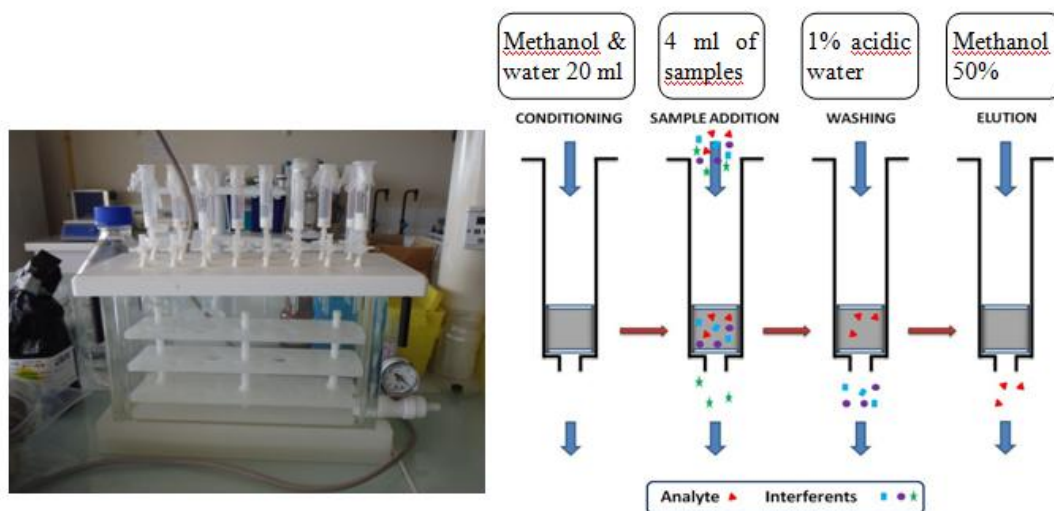 Methanol &
water 20 ml
4 ml of
samples
1% acidic
water
Methanol
50%
CONDITIONING
SAMPLE ADDITION
WASHING
ELUTION
Analyte
Interferents